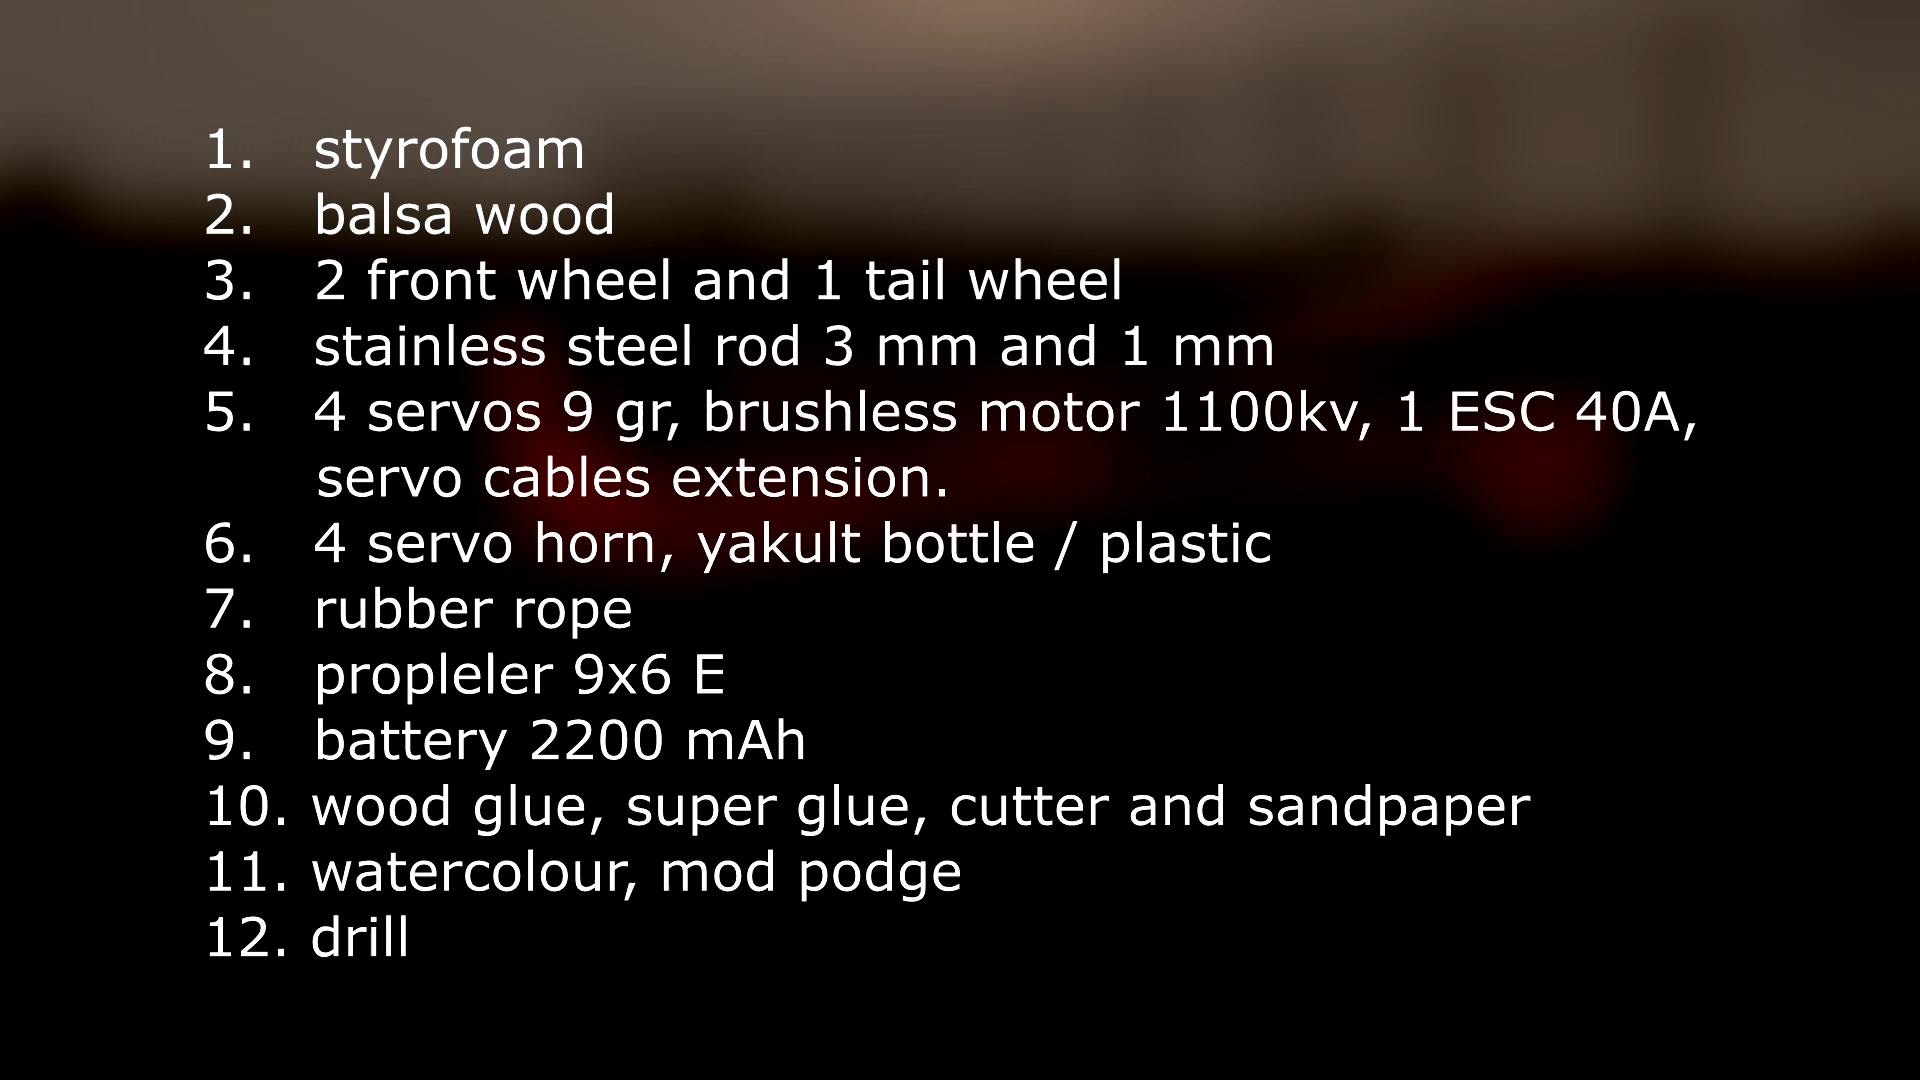 1. styrofoam
2. balsa wood
3. 2 front wheel and 1 tail wheel
4. stainless steel rod 3 mm and 1 mm
5. 4 servos 9 gr, brushless motor 1100kv, 1 ESC 40A,
servo cables extension.
6. 4 servo horn, yakult bottle / plastic
7. rubber rope
8. propleler 9x6 E
9. battery 2200 mAh
10. wood glue, super glue, cutter and sandpaper
11. watercolour, mod podge
12. drill